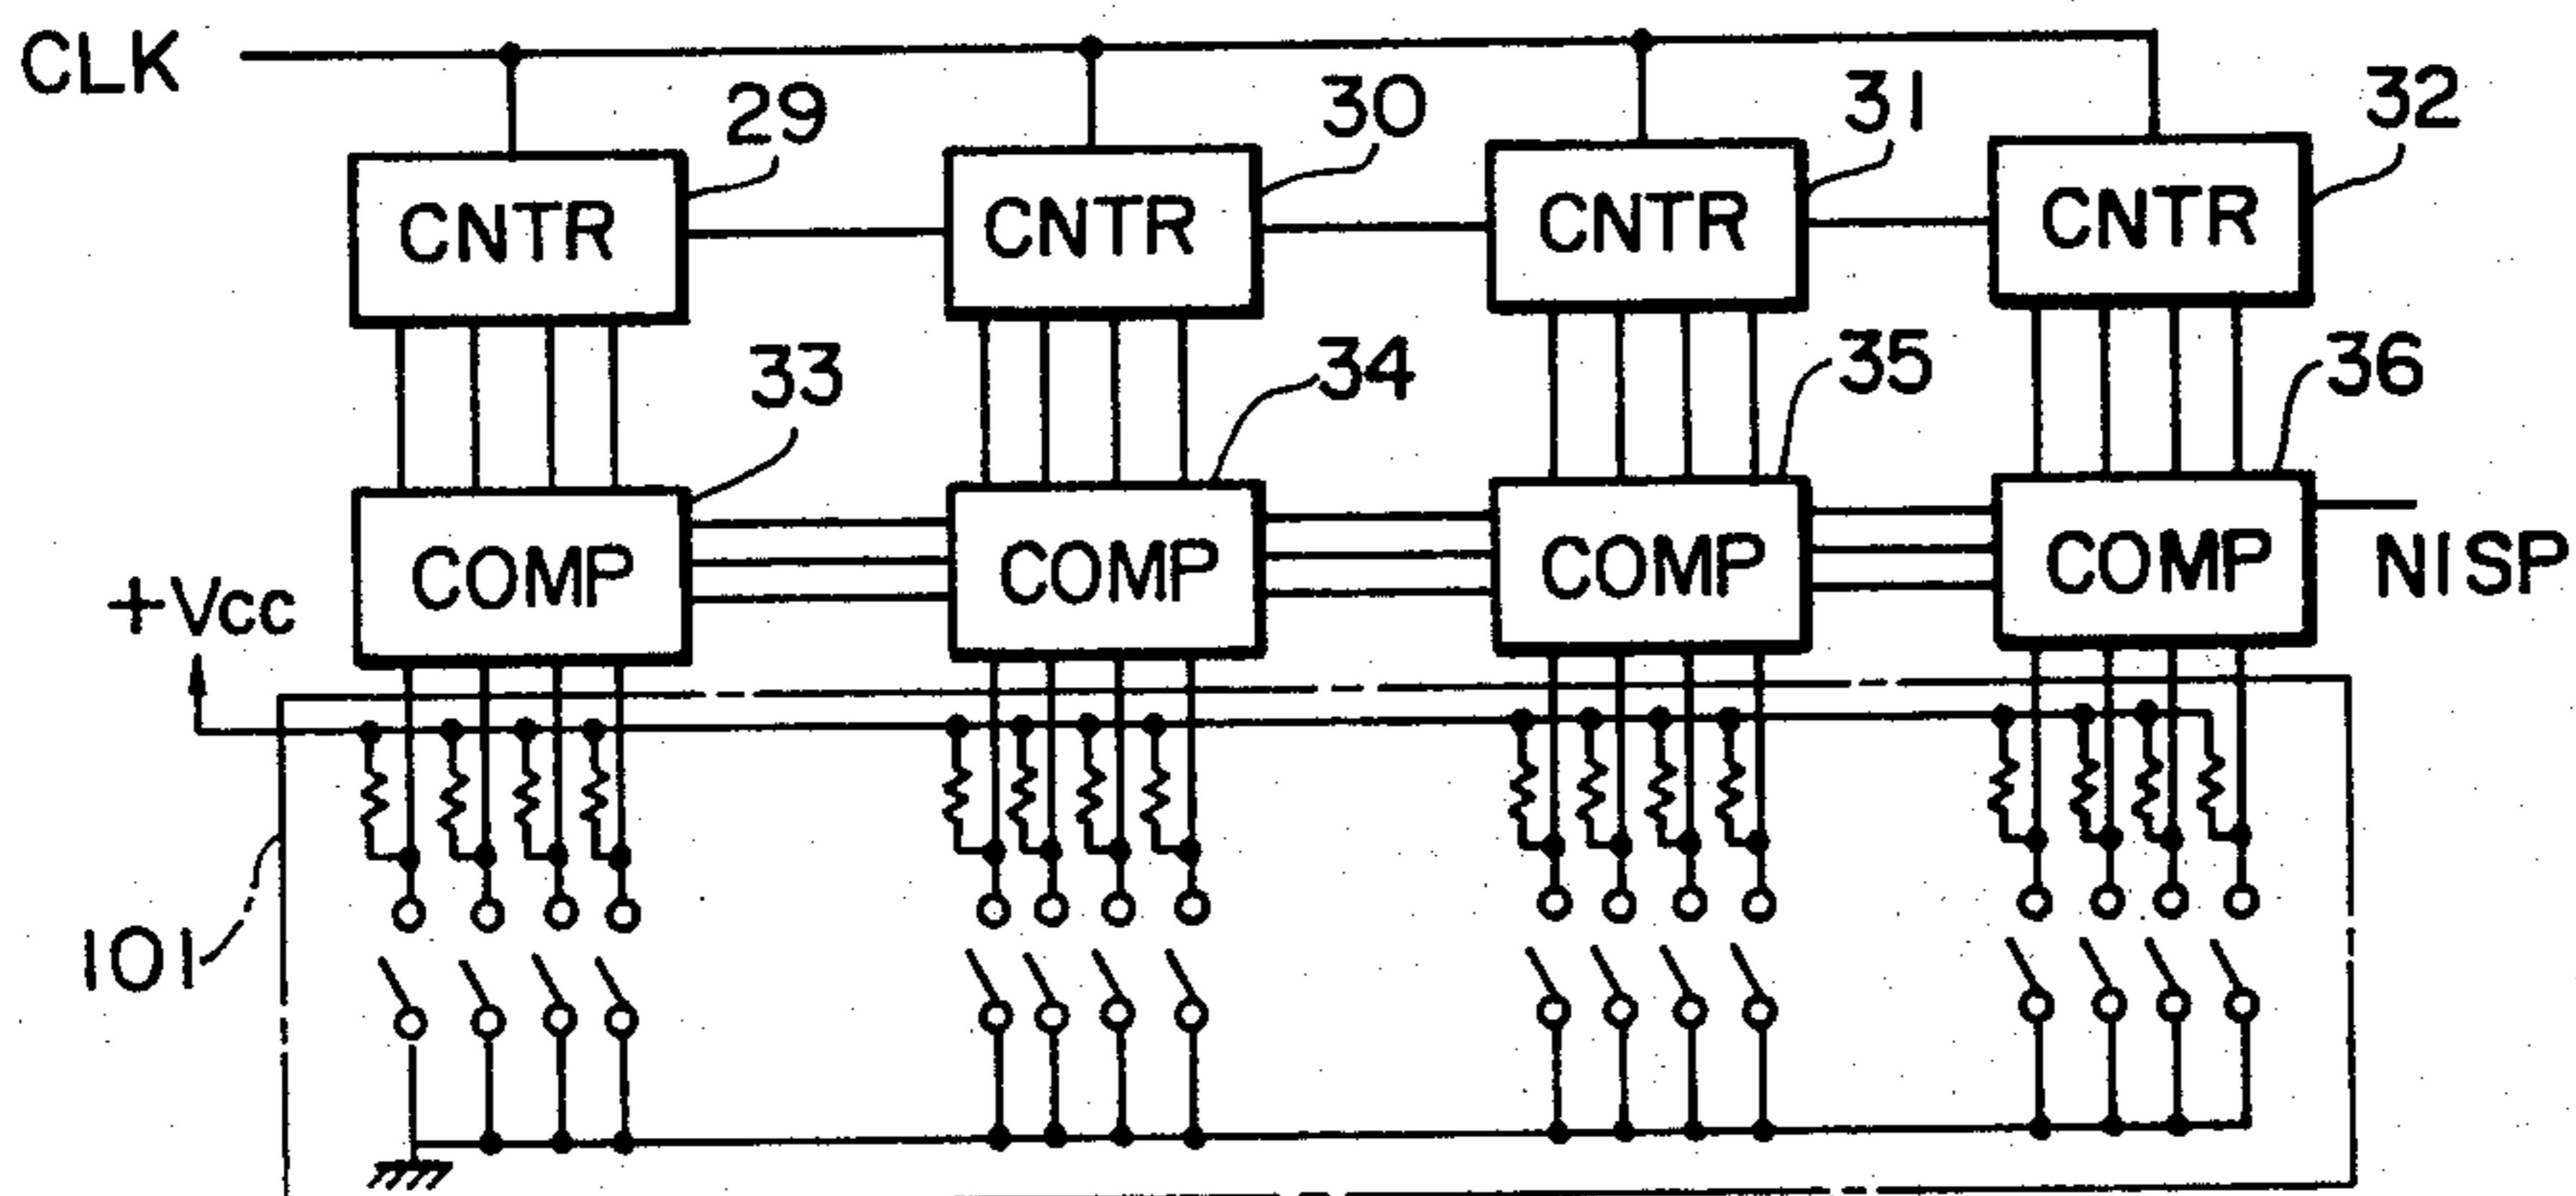 CLK
29
30
31
32
CNTR
CNTR
CNTR
CNTR
33
34
35
36
COMP
COMP
COMP
COMP
NISP
+Vcc
101